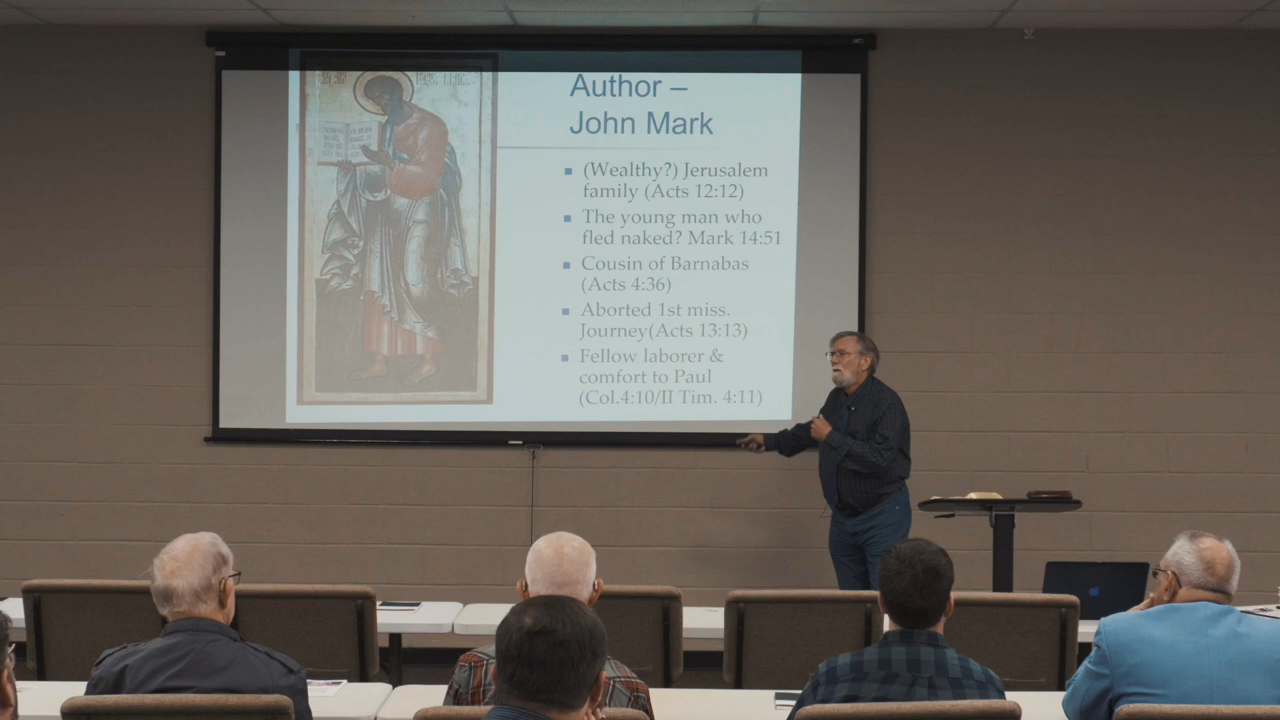 Author –
John Mark
▪ (Wealthy?) Jerusalem
family (Acts 12:12)
▪ The young man who
fled naked? Mark 14:51
▪ Cousin of Barnabas
(Acts 4:36)
▪ Aborted 1st miss.
Journey(Acts 13:13)
▪ Fellow laborer &
comfort to Paul
(Col.4:10/II Tim. 4:11)